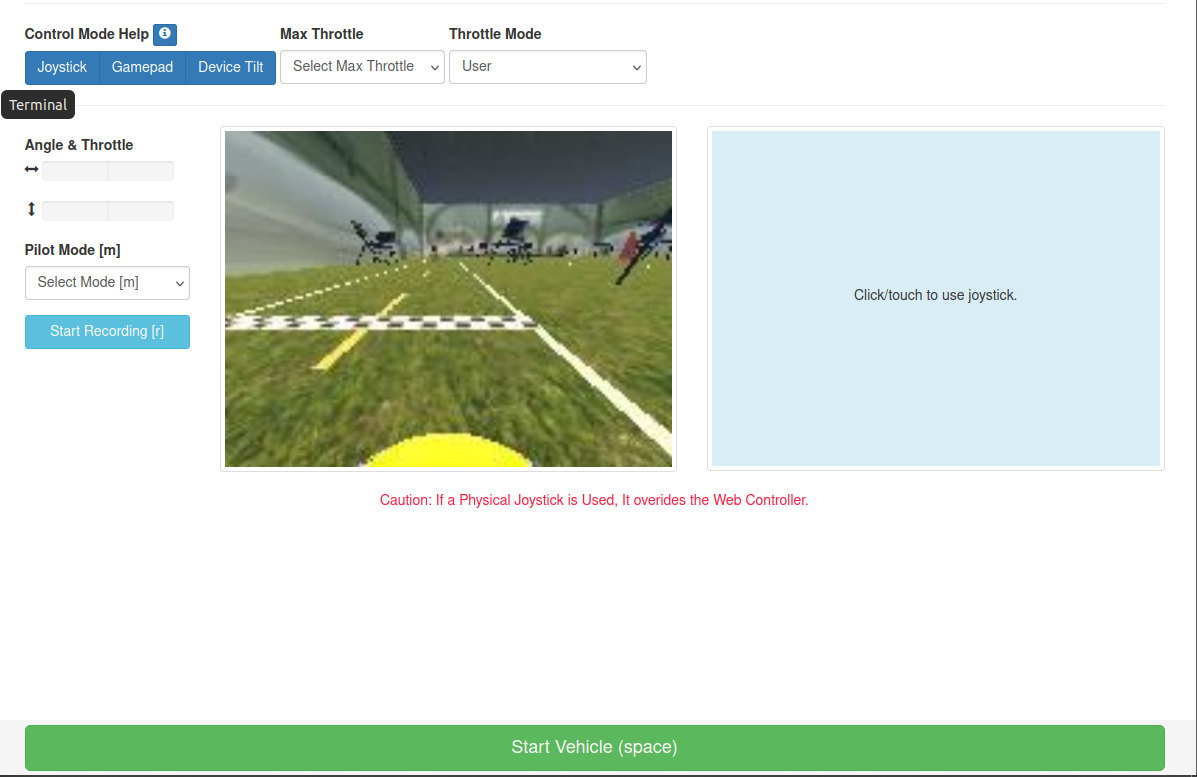 Control Mode Help
Max Throttle
Throttle Mode
Joystick
Gamepad
Device Tilt
Select Max Throttle
User
Terminal
Angle & Throttle
Pilot Mode [m]
Select Mode [m]
Start Recording [r]
Click/touch to use joystick.
Caution: If a Physical Joystick is Used, It overides the Web Controller.
Start Vehicle (space)